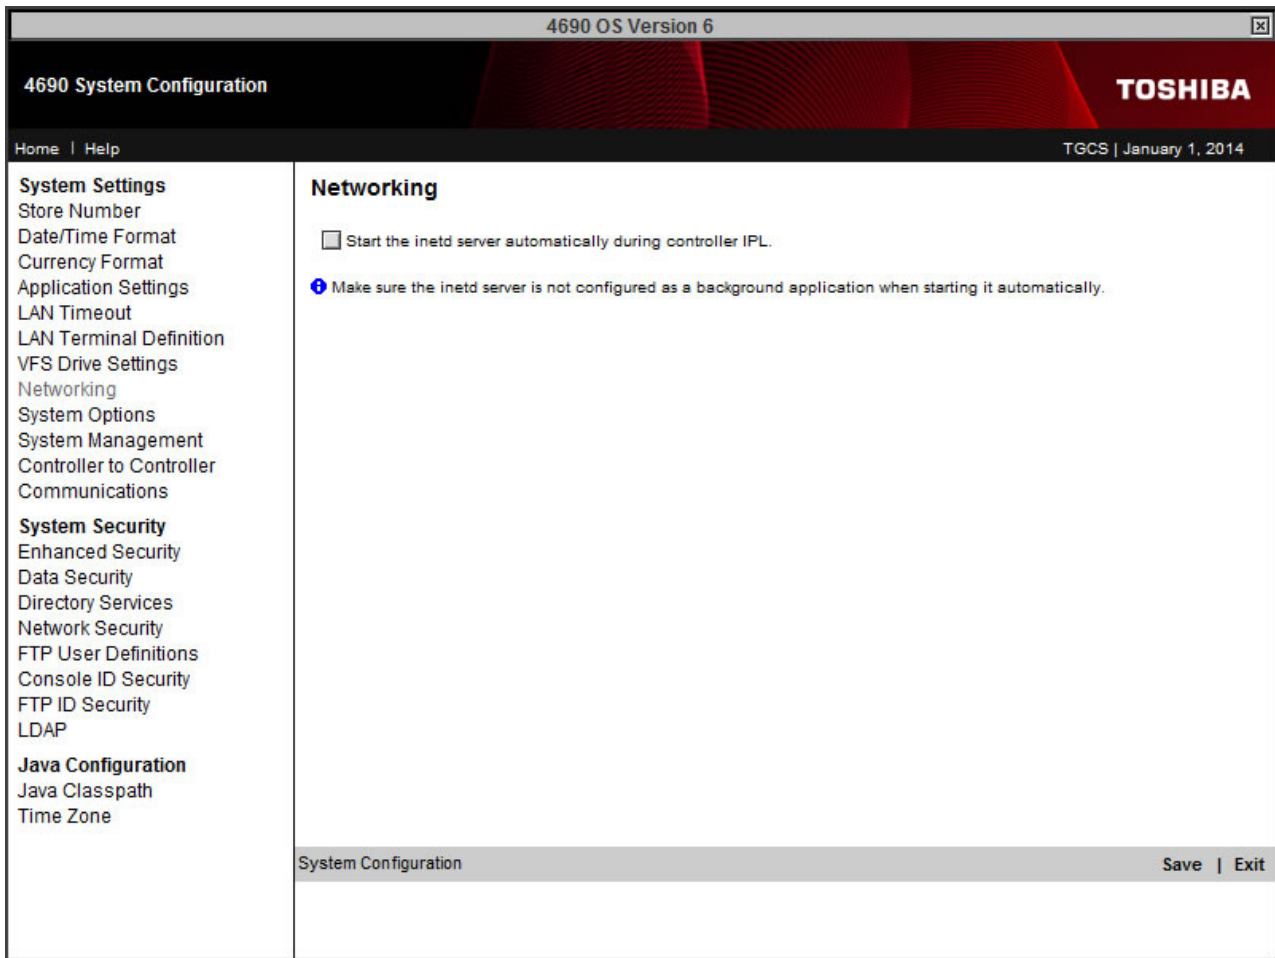 4690 OS Version 6
4690 System Configuration
TOSHIBA
Home | Help
TGCS | January 1, 2014
System Settings
Store Number
Date/Time Format
Currency Format
Application Settings
LAN Timeout
LAN Terminal Definition
VFS Drive Settings
Networking
System Options
System Management
Controller to Controller
Communications
System Security
Enhanced Security
Data Security
Directory Services
Network Security
FTP User Definitions
Console ID Security
FTP ID Security
LDAP
Java Configuration
Java Classpath
Time Zone
Networking
Start the inetd server automatically during controller IPL.
Make sure the inetd server is not configured as a background application when starting it automatically.
System Configuration
Save | Exit